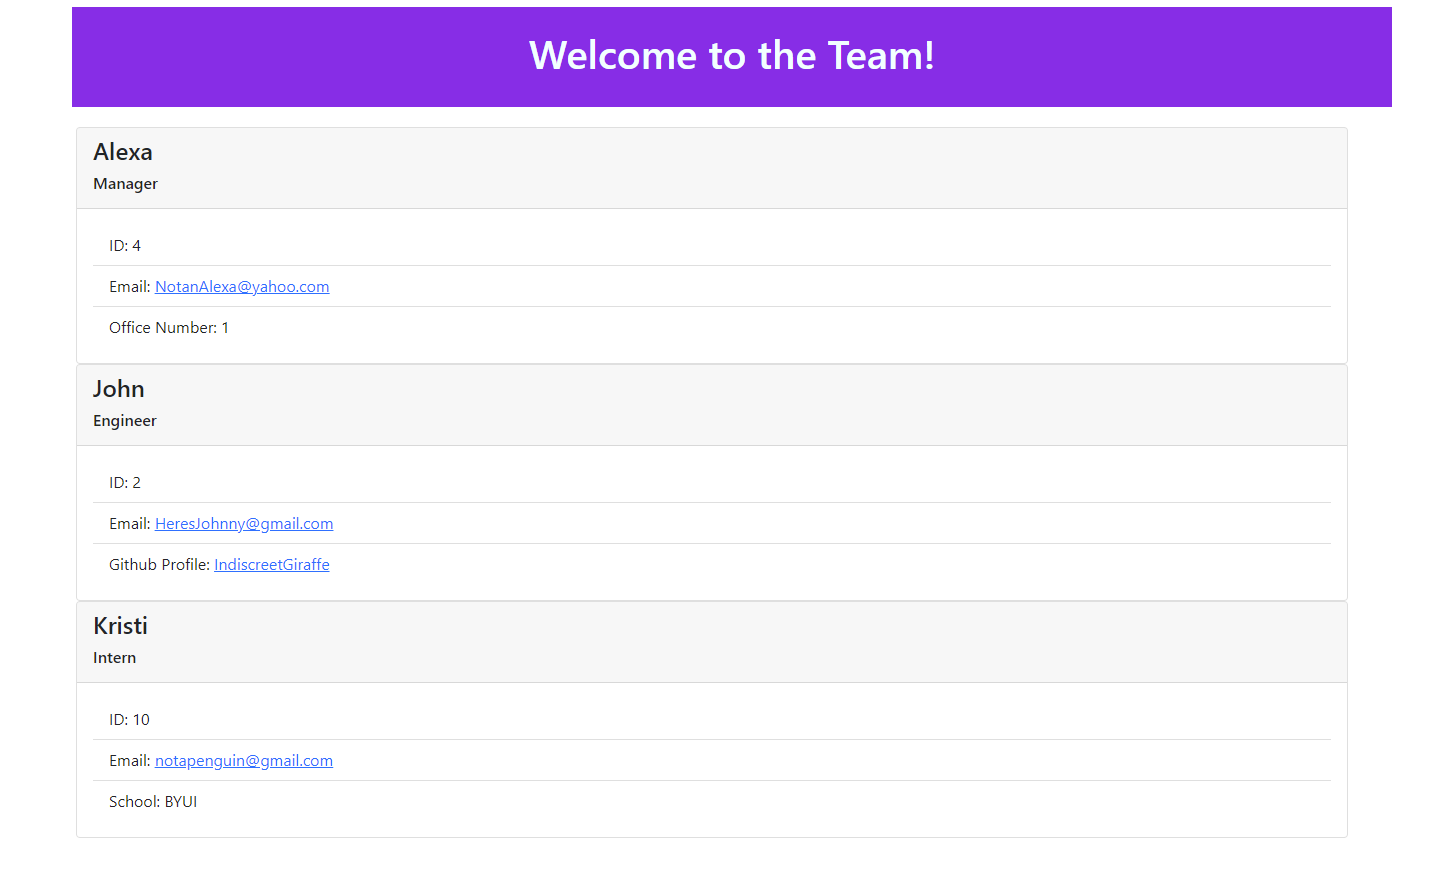 Welcome to the Team!
Alexa
Manager
ID: 4
Email: NotanAlexa@yahoo.com
Office Number: 1
John
Engineer
ID: 2
Email: HeresJohnny@gmail.com
Github Profile: IndiscreetGiraffe
Kristi
Intern
ID: 10
Email: notapenguin@gmail.com
School: BYUI